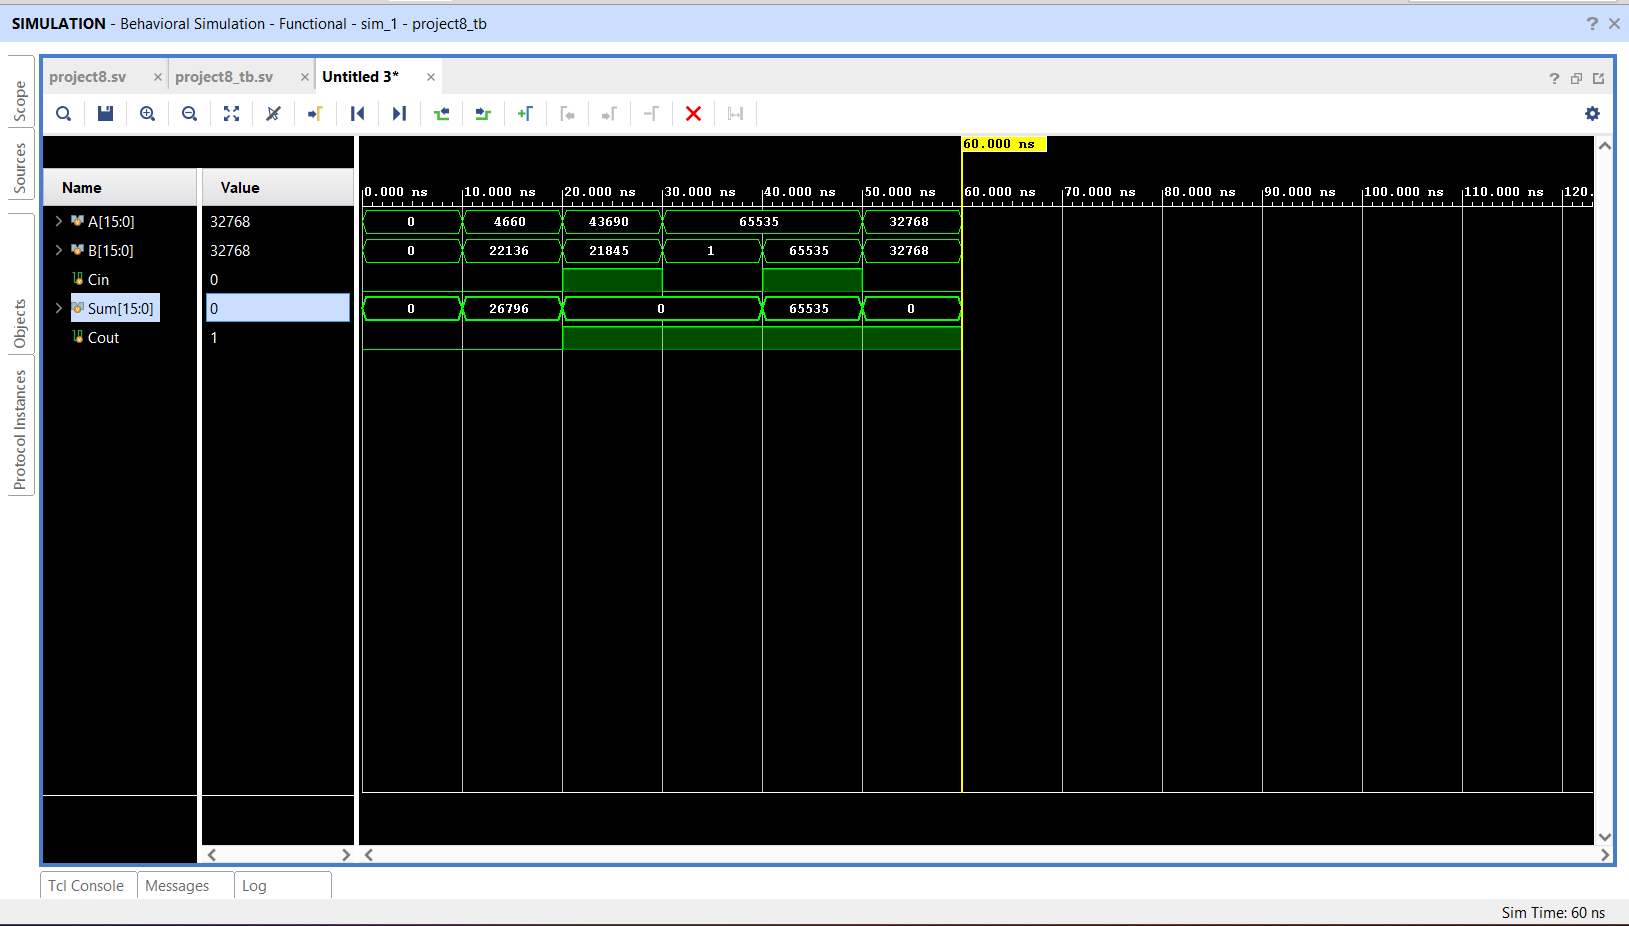 SIMULATION - Behavioral Simulation - Functional - sim_1 - project8_tb
Scope
Sources
Objects
Protocol Instances
project8.sv
project8_tb.sv
Untitled 3*
60.000 ns
Name Value
0.000 ns 10.000 ns 20.000 ns 30.000 ns 40.000 ns 50.000 ns 60.000 ns 70.000 ns 80.000 ns 90.000 ns 100.000 ns 110.000 ns 120.
A[15:0] 32768 0 4660 43690 65535 32768
B[15:0] 32768 0 22136 21845 1 65535 32768
Cin 0
Sum[15:0] 0 0 26796 0 65535 0
Cout 1
Tcl Console Messages Log
Sim Time: 60 ns